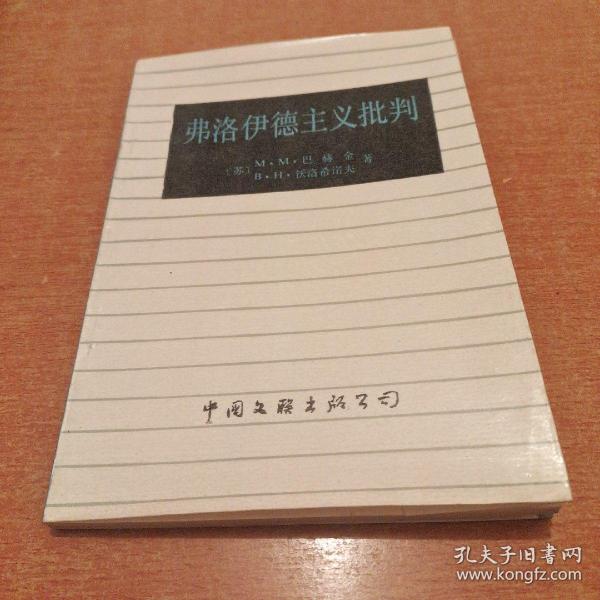 弗洛伊德主义批判
〔苏〕M·M·巴赫金 著
B·H·沃洛希诺夫
中国文联出版公司
孔夫子旧书网
www.kongfz.com